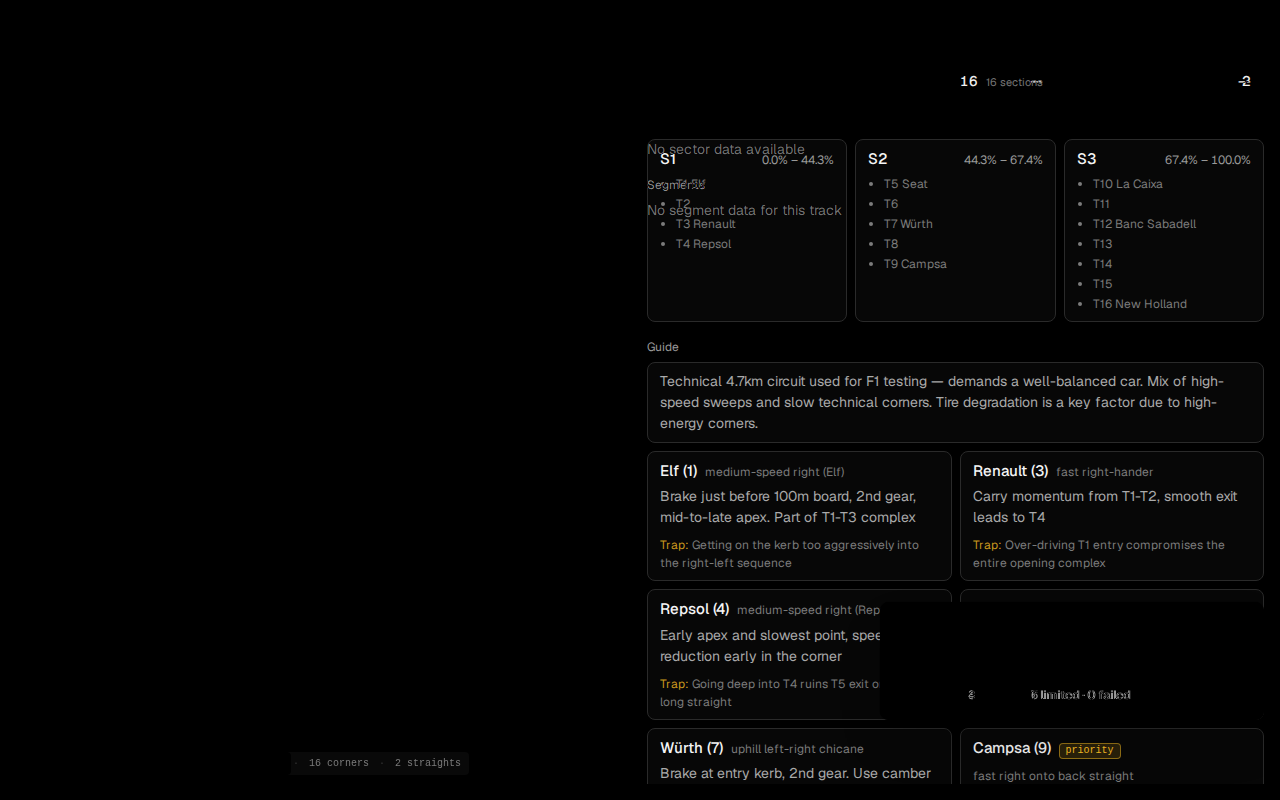 16 16 sections
-2
No sector data available
S1 0.0% – 44.3%
S2 44.3% – 67.4%
S3 67.4% – 100.0%
Segments
T2
No segment data for this track
T3 Renault
T4 Repsol
T5 Seat
T6
T7 Würth
T8
T9 Campsa
T10 La Caixa
T11
T12 Banc Sabadell
T13
T14
T15
T16 New Holland
Guide
Technical 4.7km circuit used for F1 testing — demands a well-balanced car. Mix of high-
speed sweeps and slow technical corners. Tire degradation is a key factor due to high-
energy corners.
Elf (1) medium-speed right (Elf)
Brake just before 100m board, 2nd gear,
mid-to-late apex. Part of T1-T3 complex
Trap: Getting on the kerb too aggressively into
the right-left sequence
Renault (3) fast right-hander
Carry momentum from T1-T2, smooth exit
leads to T4
Trap: Over-driving T1 entry compromises the
entire opening complex
Repsol (4) medium-speed right (Rep
Early apex and slowest point, spee
reduction early in the corner
Trap: Going deep into T4 ruins T5 exit o
long straight
6 limited · 0 failed
Würth (7) uphill left-right chicane
Brake at entry kerb, 2nd gear. Use camber
Campsa (9) priority
fast right onto back straight
· 16 corners · 2 straights